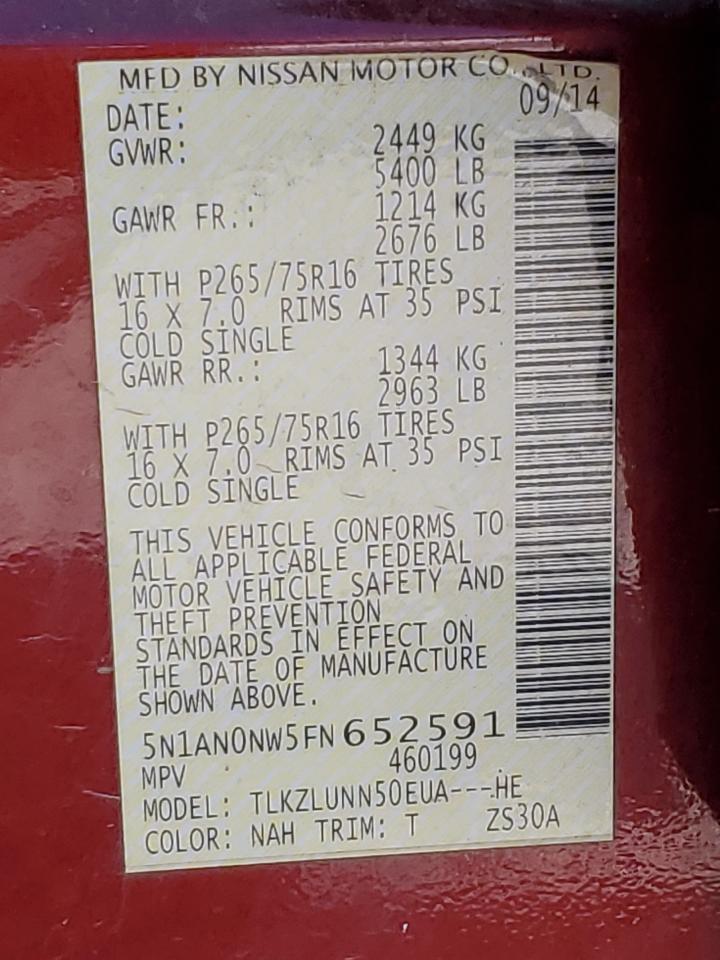 MFD BY NISSAN MOTOR CO., LTD.
DATE: 09/14
GVWR: 2449 KG
5400 LB
GAWR FR.: 1214 KG
2676 LB
WITH P265/75R16 TIRES
16 X 7.0 RIMS AT 35 PSI
COLD SINGLE
GAWR RR.: 1344 KG
2963 LB
WITH P265/75R16 TIRES
16 X 7.0 RIMS AT 35 PSI
COLD SINGLE
THIS VEHICLE CONFORMS TO
ALL APPLICABLE FEDERAL
MOTOR VEHICLE SAFETY AND
THEFT PREVENTION
STANDARDS IN EFFECT ON
THE DATE OF MANUFACTURE
SHOWN ABOVE.
5N1AN0NW5FN652591
MPV 460199
MODEL: TLKZLUNN50EUA---HE
COLOR: NAH TRIM: T ZS30A